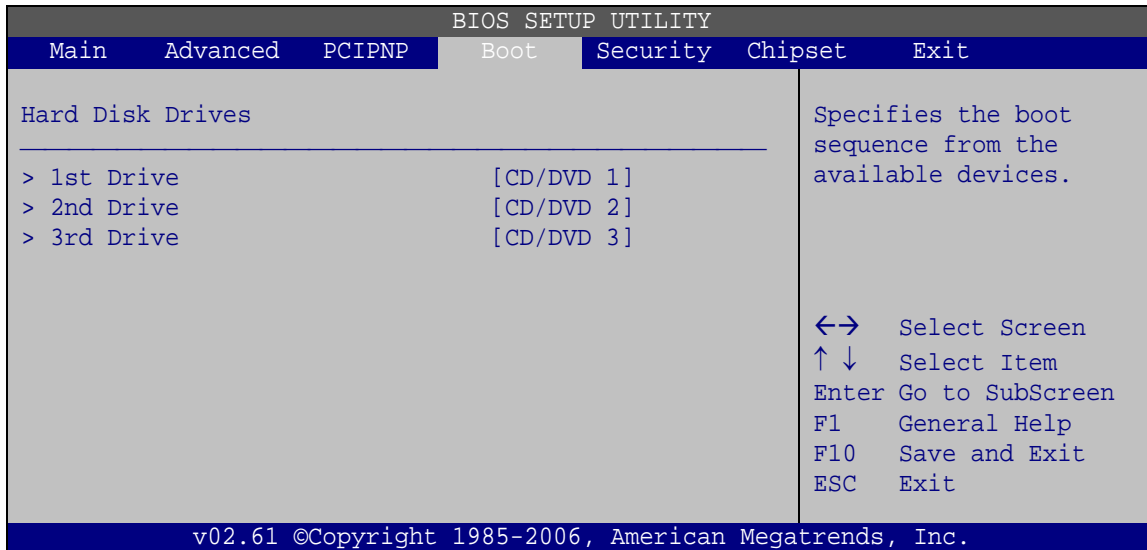 BIOS SETUP UTILITY
Main Advanced PCIPNP Boot Security Chipset Exit
Hard Disk Drives
> 1st Drive [CD/DVD 1]
> 2nd Drive [CD/DVD 2]
> 3rd Drive [CD/DVD 3]
Specifies the boot
sequence from the
available devices.
←→ Select Screen
↑ ↓ Select Item
Enter Go to SubScreen
F1 General Help
F10 Save and Exit
ESC Exit
v02.61 ©Copyright 1985-2006, American Megatrends, Inc.